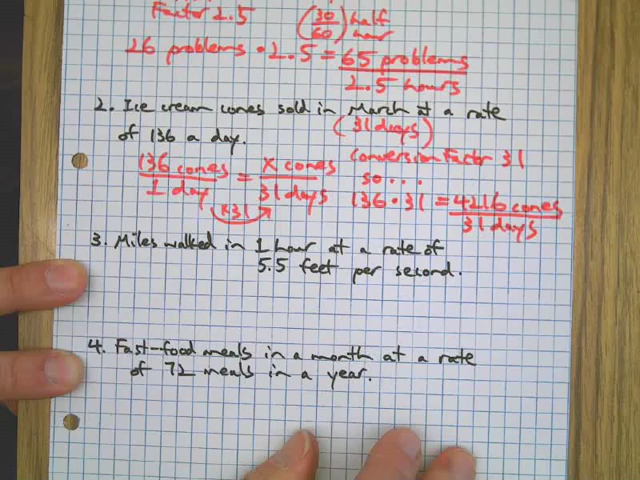 Factor 2.5 (30/60) half hour
26 problems · 2.5 = 65 problems / 2.5 hours
2. Ice cream cones sold in March at a rate
of 136 a day. (31 days)
136 cones / 1 day = x cones / 31 days Conversion Factor 31
so...
x31 136 · 31 = 4216 cones / 31 days
3. Miles walked in 1 hour at a rate of
5.5 feet per second.
4. Fast-food meals in a month at a rate
of 72 meals in a year.